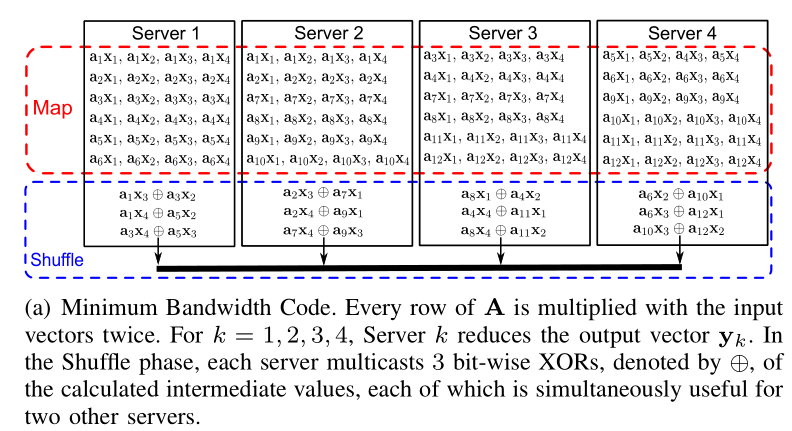 Map
Server 1
a₁x₁, a₁x₂, a₁x₃, a₁x₄
a₂x₁, a₂x₂, a₂x₃, a₂x₄
a₃x₁, a₃x₂, a₃x₃, a₃x₄
a₄x₁, a₄x₂, a₄x₃, a₄x₄
a₅x₁, a₅x₂, a₅x₃, a₅x₄
a₆x₁, a₆x₂, a₆x₃, a₆x₄
Server 2
a₁x₁, a₁x₂, a₁x₃, a₁x₄
a₂x₁, a₂x₂, a₂x₃, a₂x₄
a₇x₁, a₇x₂, a₇x₃, a₇x₄
a₈x₁, a₈x₂, a₈x₃, a₈x₄
a₉x₁, a₉x₂, a₉x₃, a₉x₄
a₁₀x₁, a₁₀x₂, a₁₀x₃, a₁₀x₄
Server 3
a₃x₁, a₃x₂, a₃x₃, a₃x₄
a₄x₁, a₄x₂, a₄x₃, a₄x₄
a₇x₁, a₇x₂, a₇x₃, a₇x₄
a₈x₁, a₈x₂, a₈x₃, a₈x₄
a₁₁x₁, a₁₁x₂, a₁₁x₃, a₁₁x₄
a₁₂x₁, a₁₂x₂, a₁₂x₃, a₁₂x₄
Server 4
a₅x₁, a₅x₂, a₄x₃, a₅x₄
a₆x₁, a₆x₂, a₆x₃, a₆x₄
a₉x₁, a₉x₂, a₉x₃, a₉x₄
a₁₀x₁, a₁₀x₂, a₁₀x₃, a₁₀x₄
a₁₁x₁, a₁₁x₂, a₁₁x₃, a₁₁x₄
a₁₂x₁, a₁₂x₂, a₁₂x₃, a₁₂x₄
Shuffle
a₁x₃ ⊕ a₃x₂
a₁x₄ ⊕ a₅x₂
a₃x₄ ⊕ a₅x₃
a₂x₃ ⊕ a₇x₁
a₂x₄ ⊕ a₉x₁
a₇x₄ ⊕ a₉x₃
a₈x₁ ⊕ a₄x₂
a₄x₄ ⊕ a₁₁x₁
a₈x₄ ⊕ a₁₁x₂
a₆x₂ ⊕ a₁₀x₁
a₆x₃ ⊕ a₁₂x₁
a₁₀x₃ ⊕ a₁₂x₂
(a) Minimum Bandwidth Code. Every row of A is multiplied with the input
vectors twice. For k = 1, 2, 3, 4, Server k reduces the output vector yₖ. In
the Shuffle phase, each server multicasts 3 bit-wise XORs, denoted by ⊕, of
the calculated intermediate values, each of which is simultaneously useful for
two other servers.